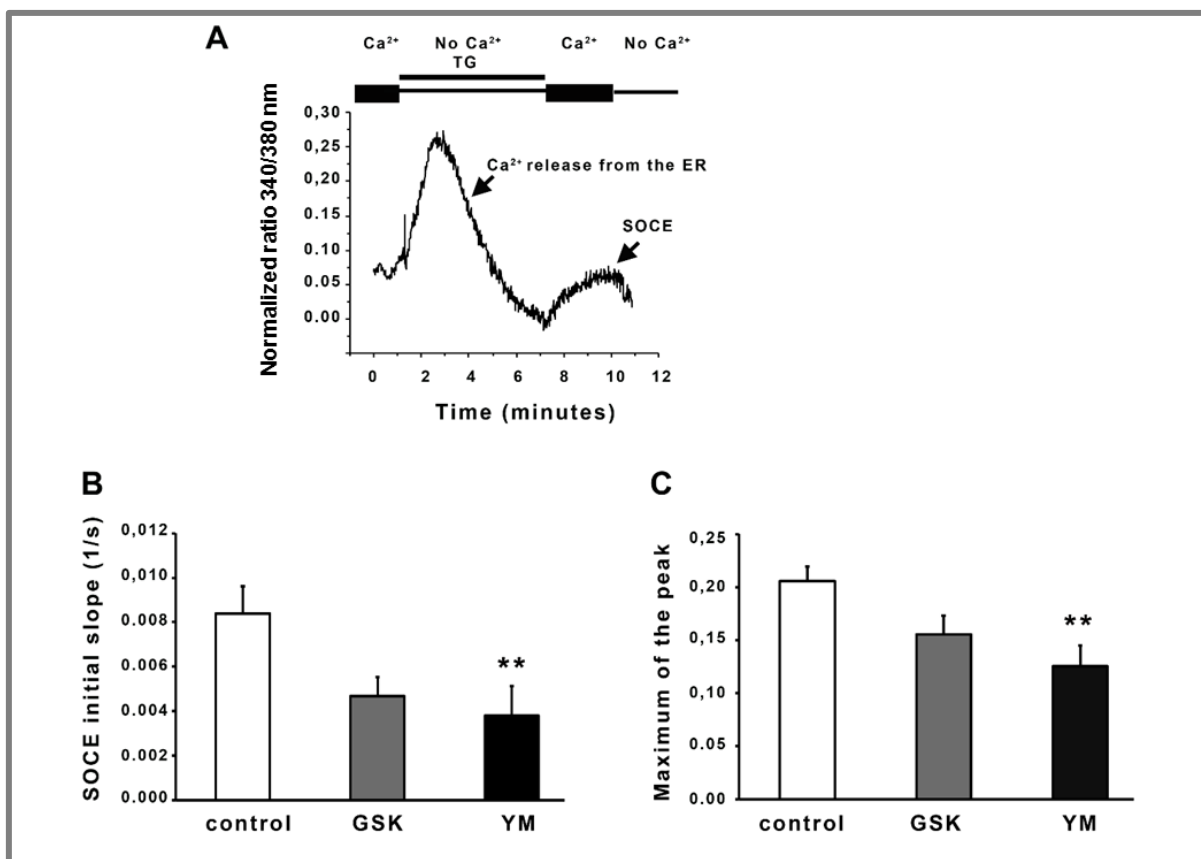 A
Ca²⁺ No Ca²⁺ Ca²⁺ No Ca²⁺
TG
Normalized ratio 340/380 nm
0,30
0,25
0,20
0.15
0.10
0.05
0.00
Ca²⁺ release from the ER
SOCE
0 2 4 6 8 10 12
Time (minutes)
B
SOCE initial slope (1/s)
0,012
0,010
0.008
0.006
0.004
0.002
0.000
**
control GSK YM
C
Maximum of the peak
0,25
0,20
0,15
0,10
0.05
0.00
**
control GSK YM